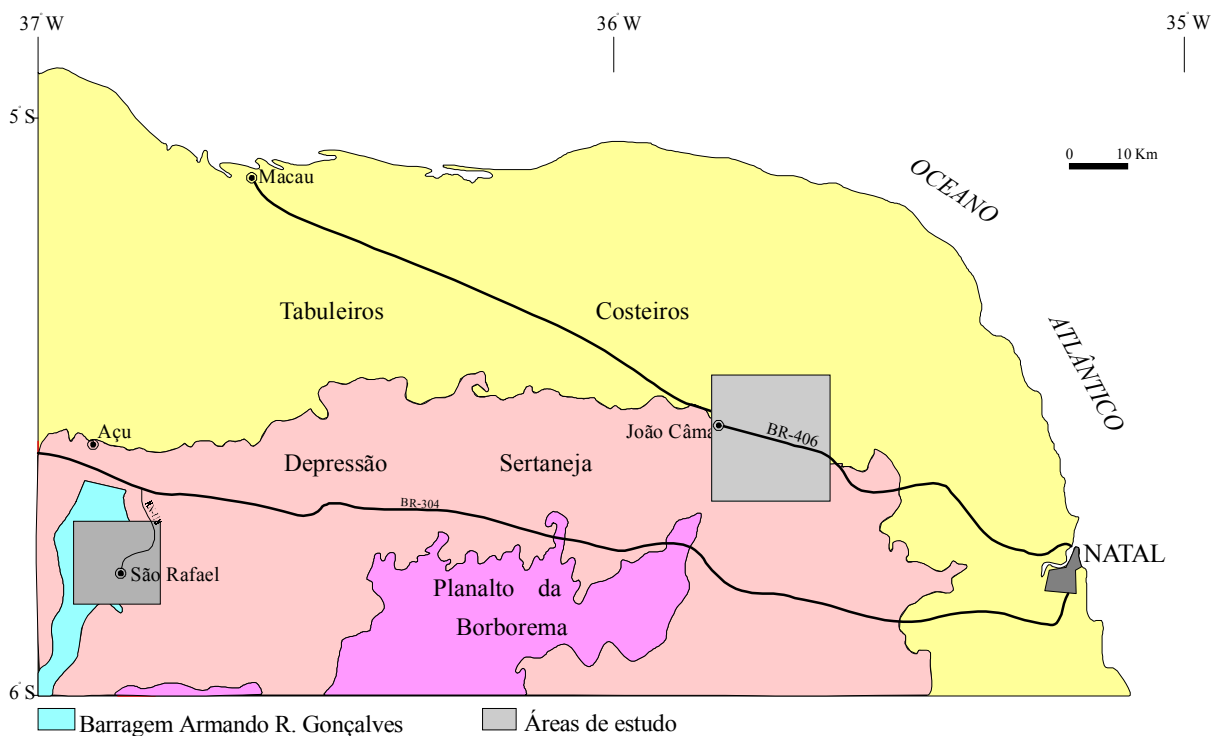 37° W
36° W
35° W
5° S
0 10 Km
OCEANO
Macau
ATLÂNTICO
Tabuleiros Costeiros
João Câma
BR-406
Açu
Depressão Sertaneja
BR-304
NATAL
São Rafael
Planalto da
Borborema
6° S
Barragem Armando R. Gonçalves
Áreas de estudo